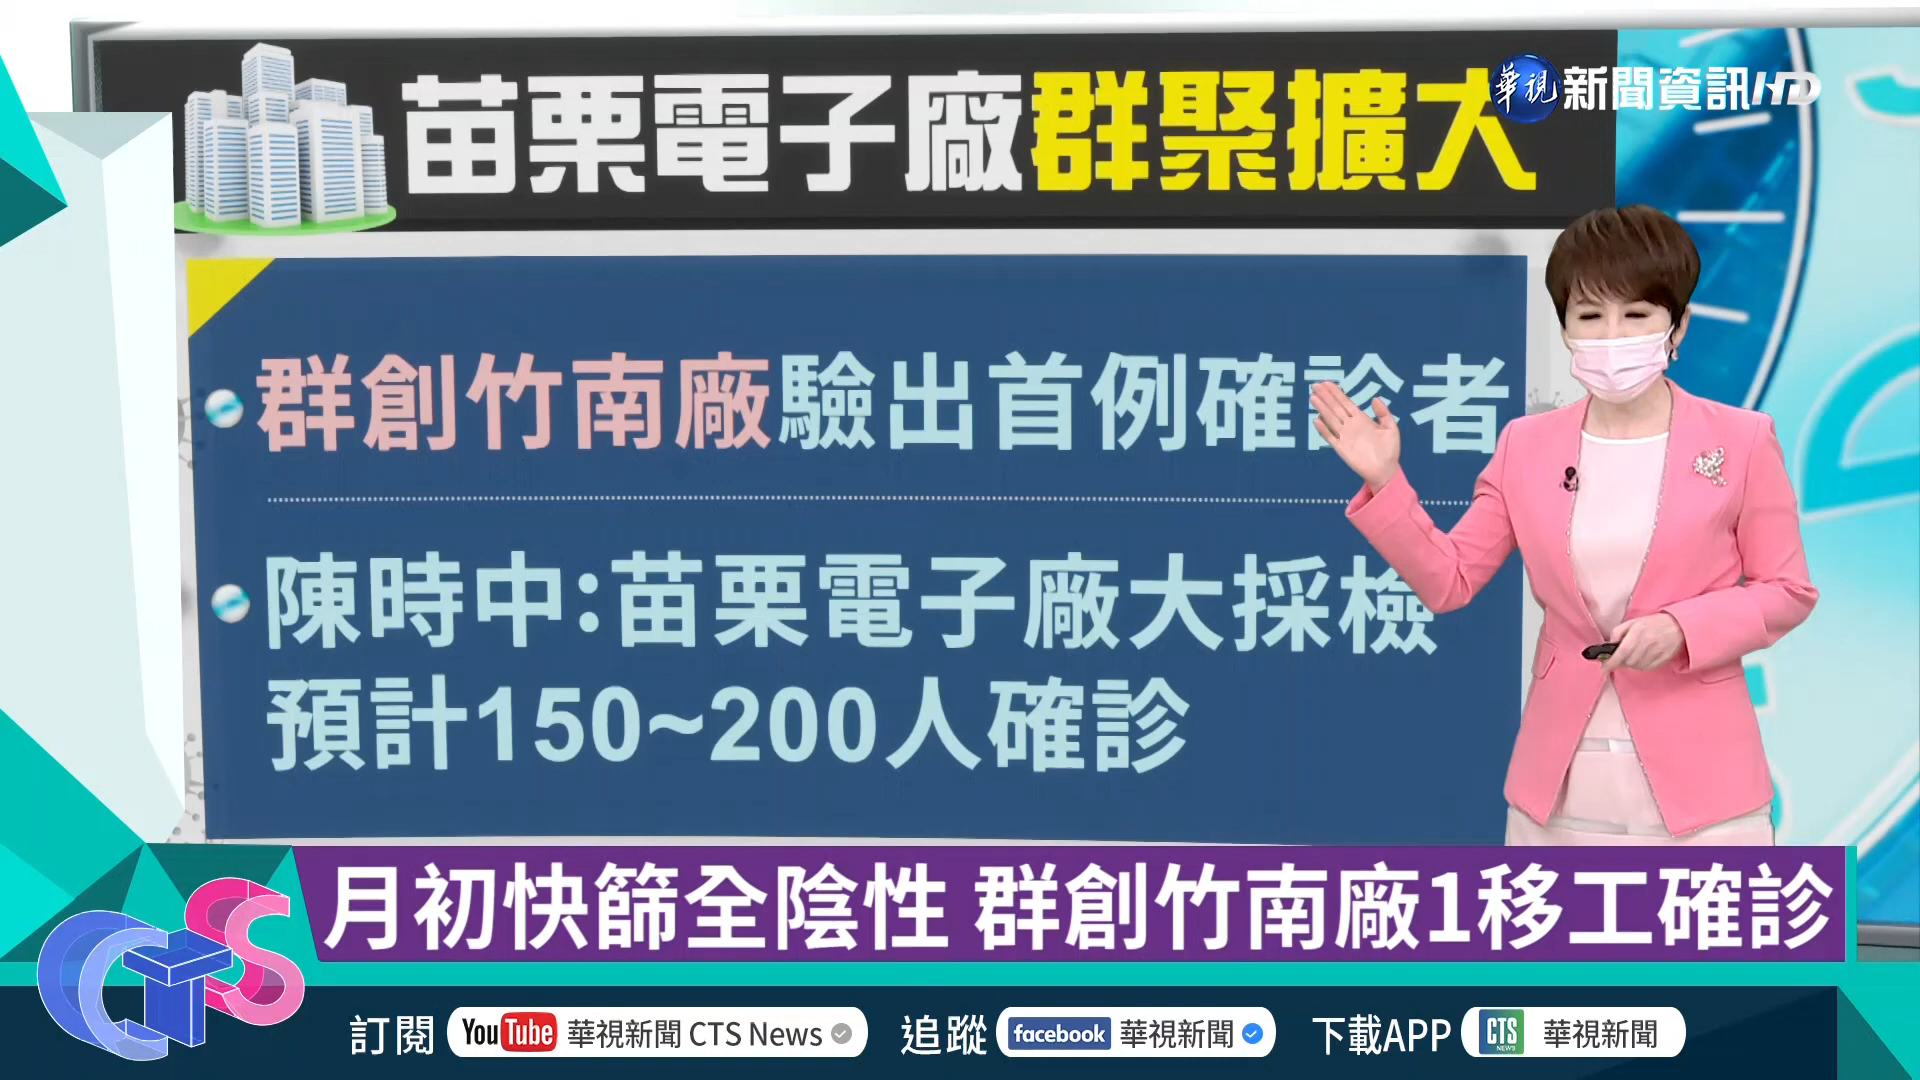 苗栗電子廠群聚擴大
華視 新聞資訊HD
群創竹南廠驗出首例確診者
陳時中:苗栗電子廠大採檢
預計150~200人確診
月初快篩全陰性 群創竹南廠1移工確診
CTS
訂閱 YouTube 華視新聞 CTS News 追蹤 facebook 華視新聞 下載APP CTS NEWS 華視新聞